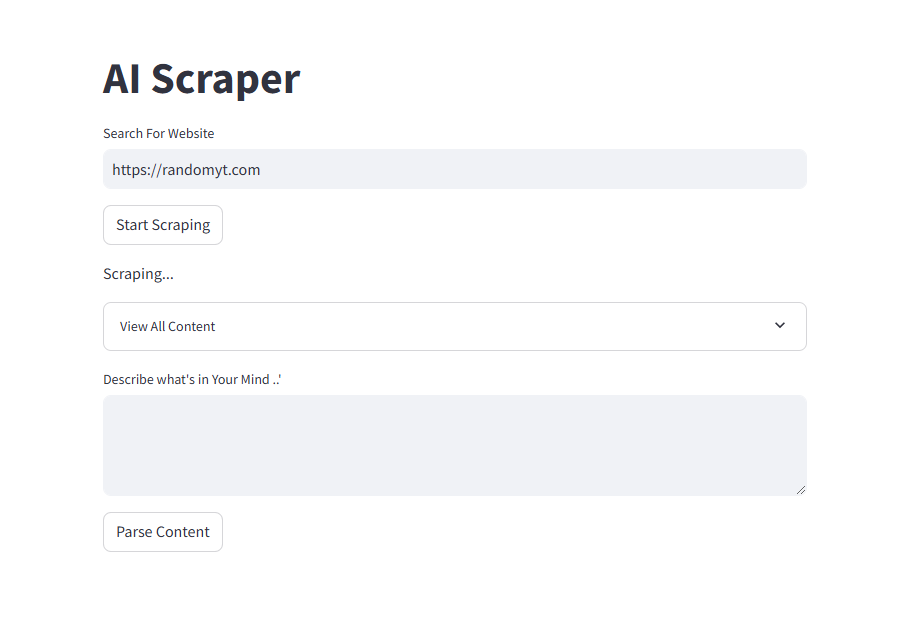 AI Scraper
Search For Website
https://randomyt.com
Start Scraping
Scraping...
View All Content
Describe what's in Your Mind ..'
Parse Content